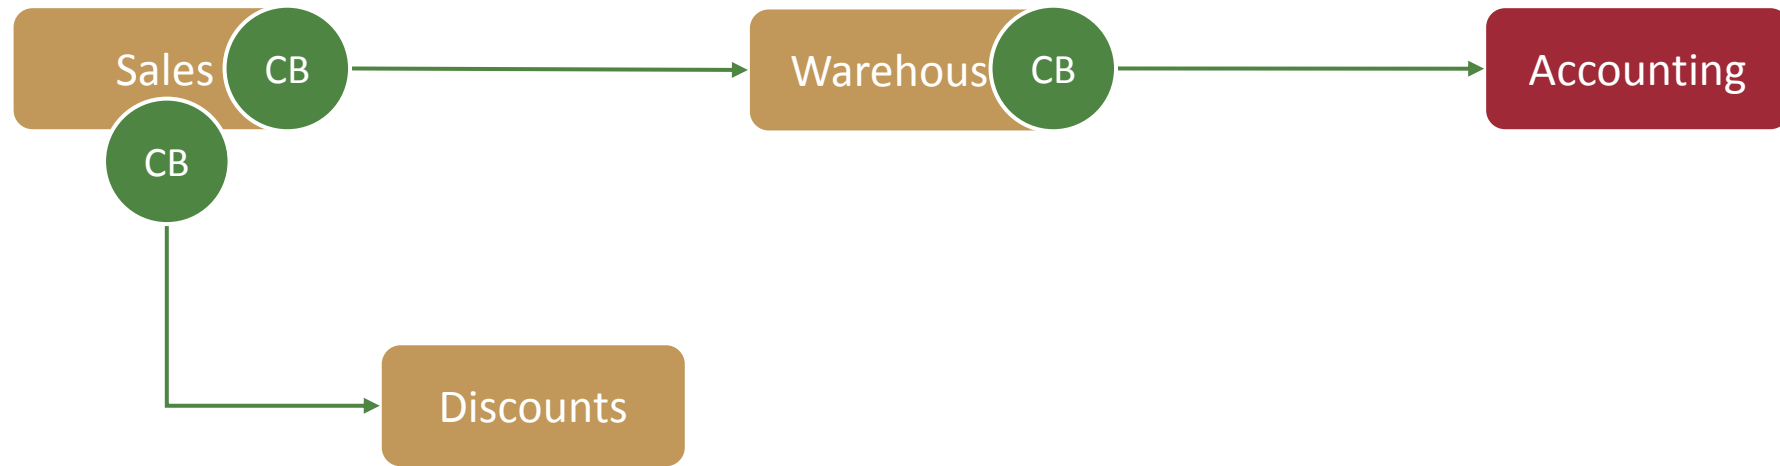 Sales
CB
Warehous
CB
Accounting
CB
Discounts